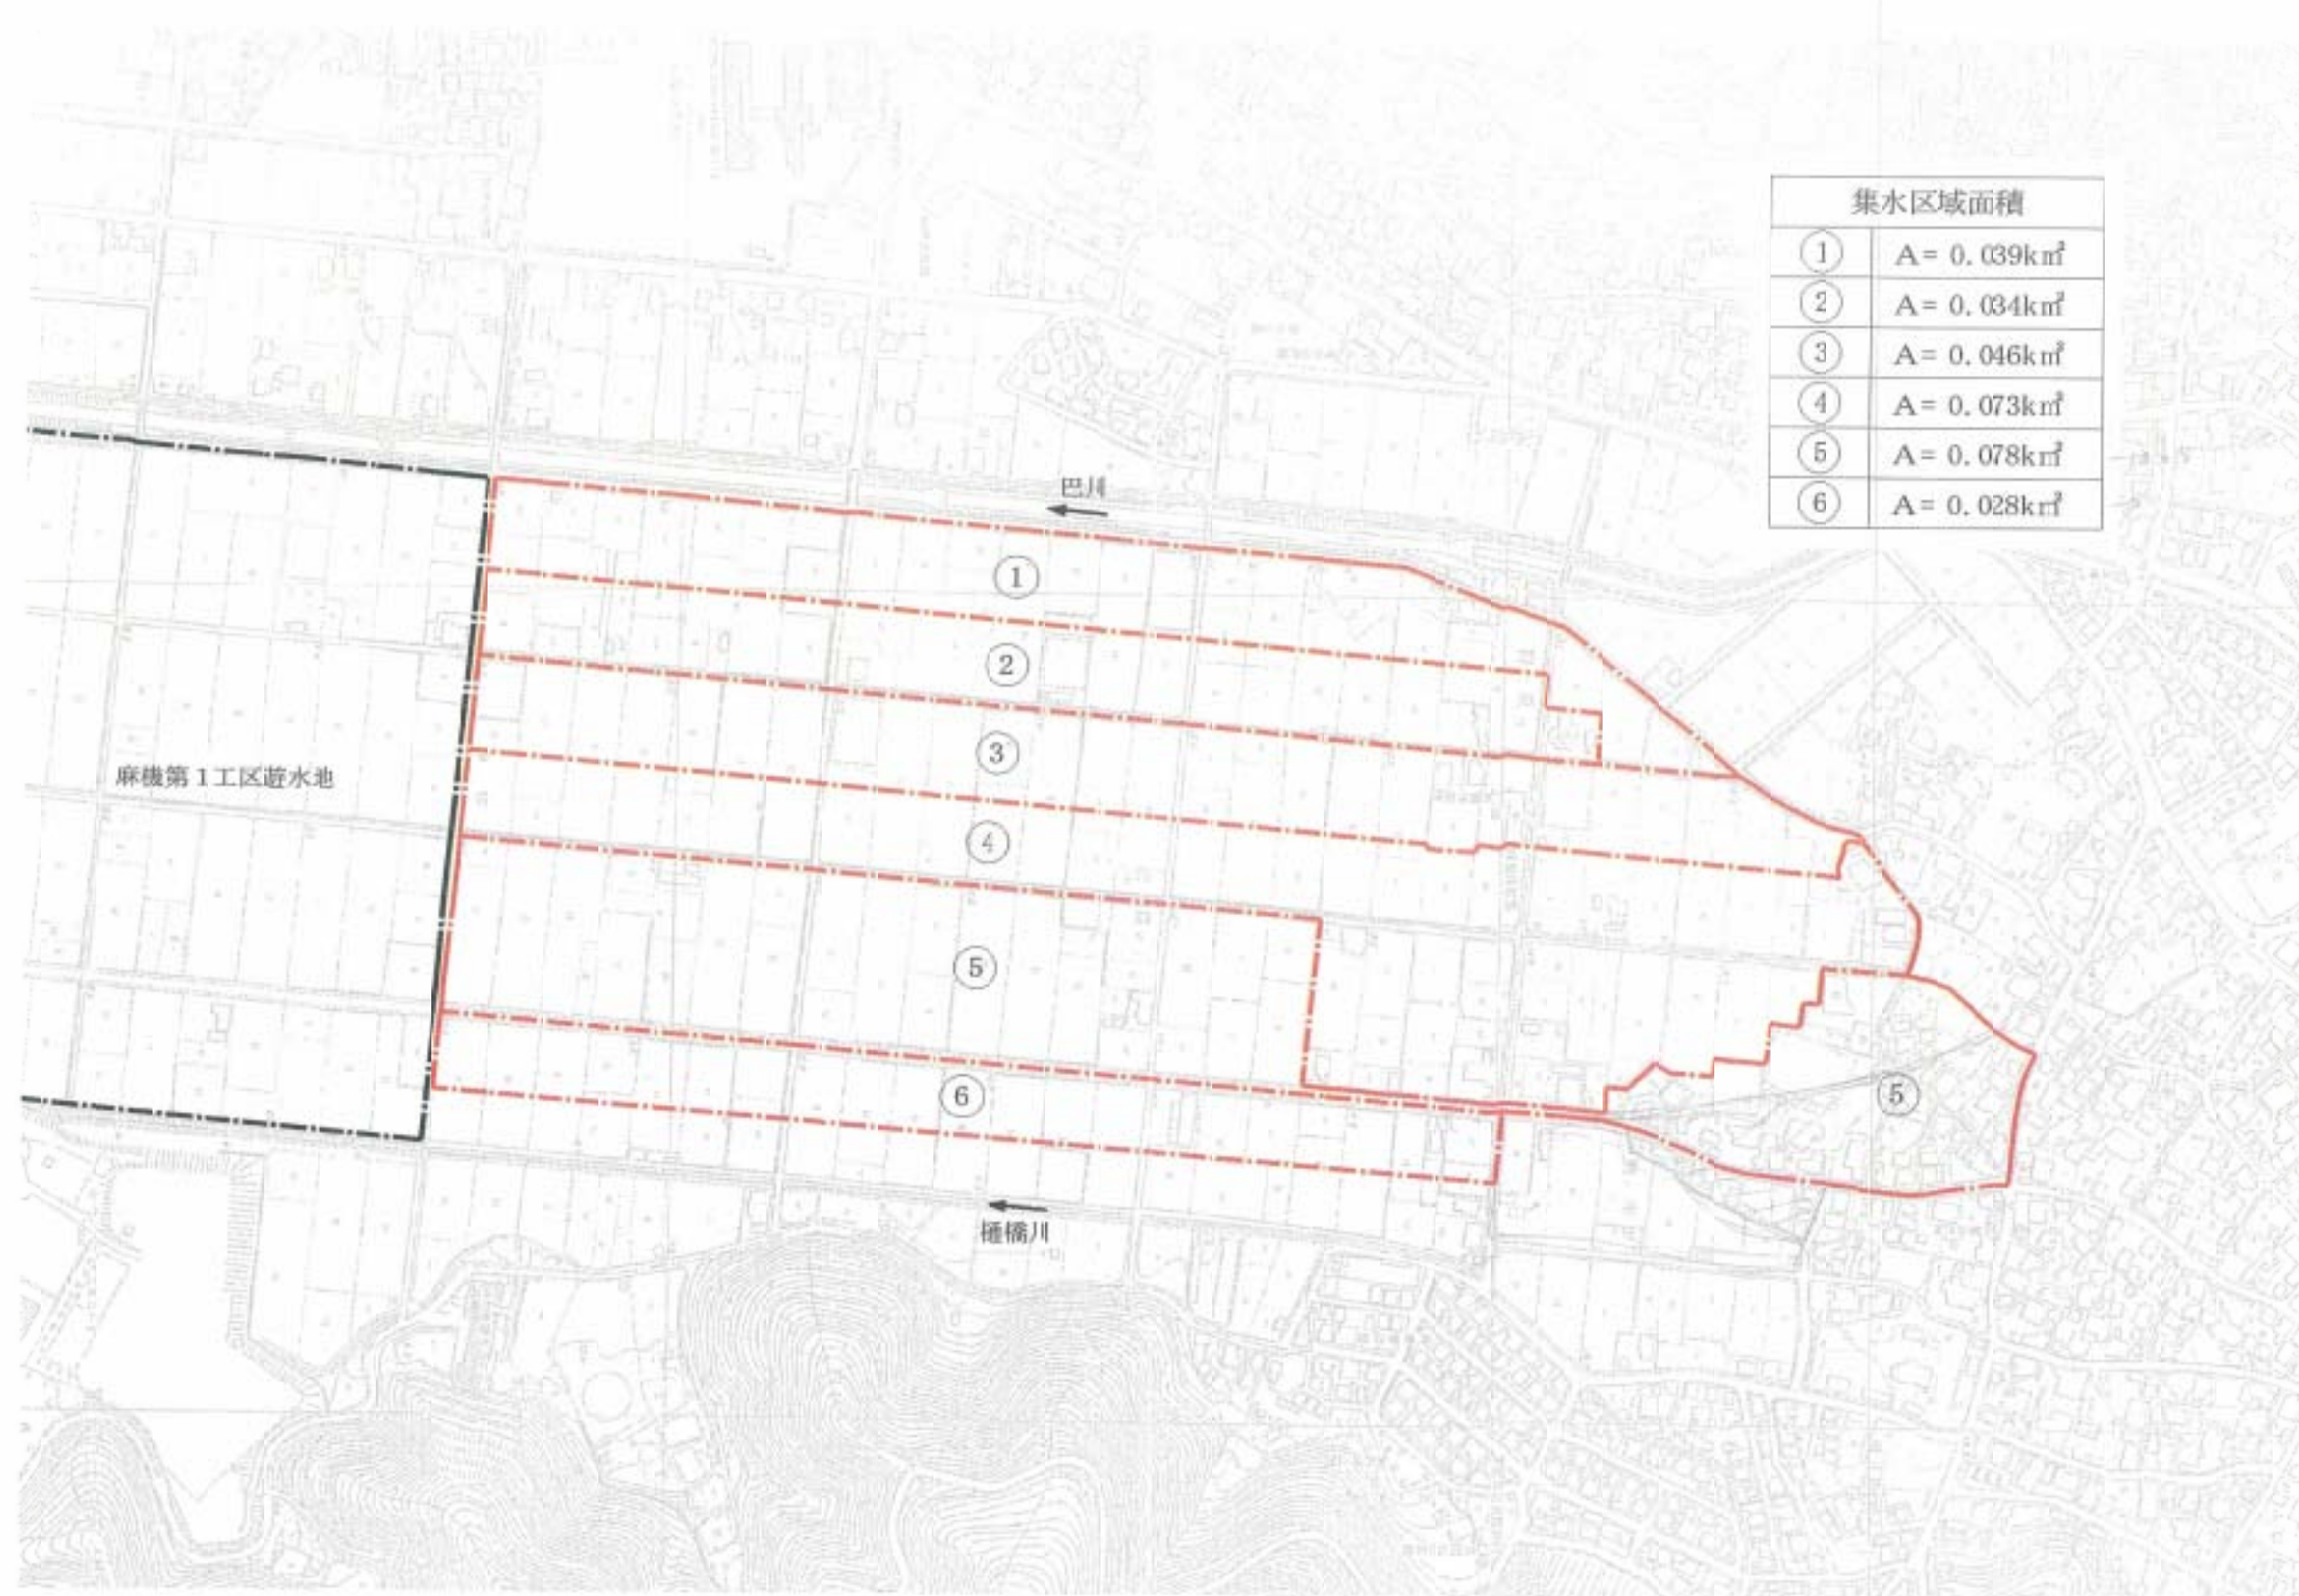 集水区域面積
① A= 0. 039k㎡
② A= 0. 034k㎡
③ A= 0. 046k㎡
④ A= 0. 073k㎡
⑤ A= 0. 078k㎡
⑥ A= 0. 028k㎡
巴川
①
②
③
麻機第1工区遊水池
④
⑤
⑤
⑥
樋橋川